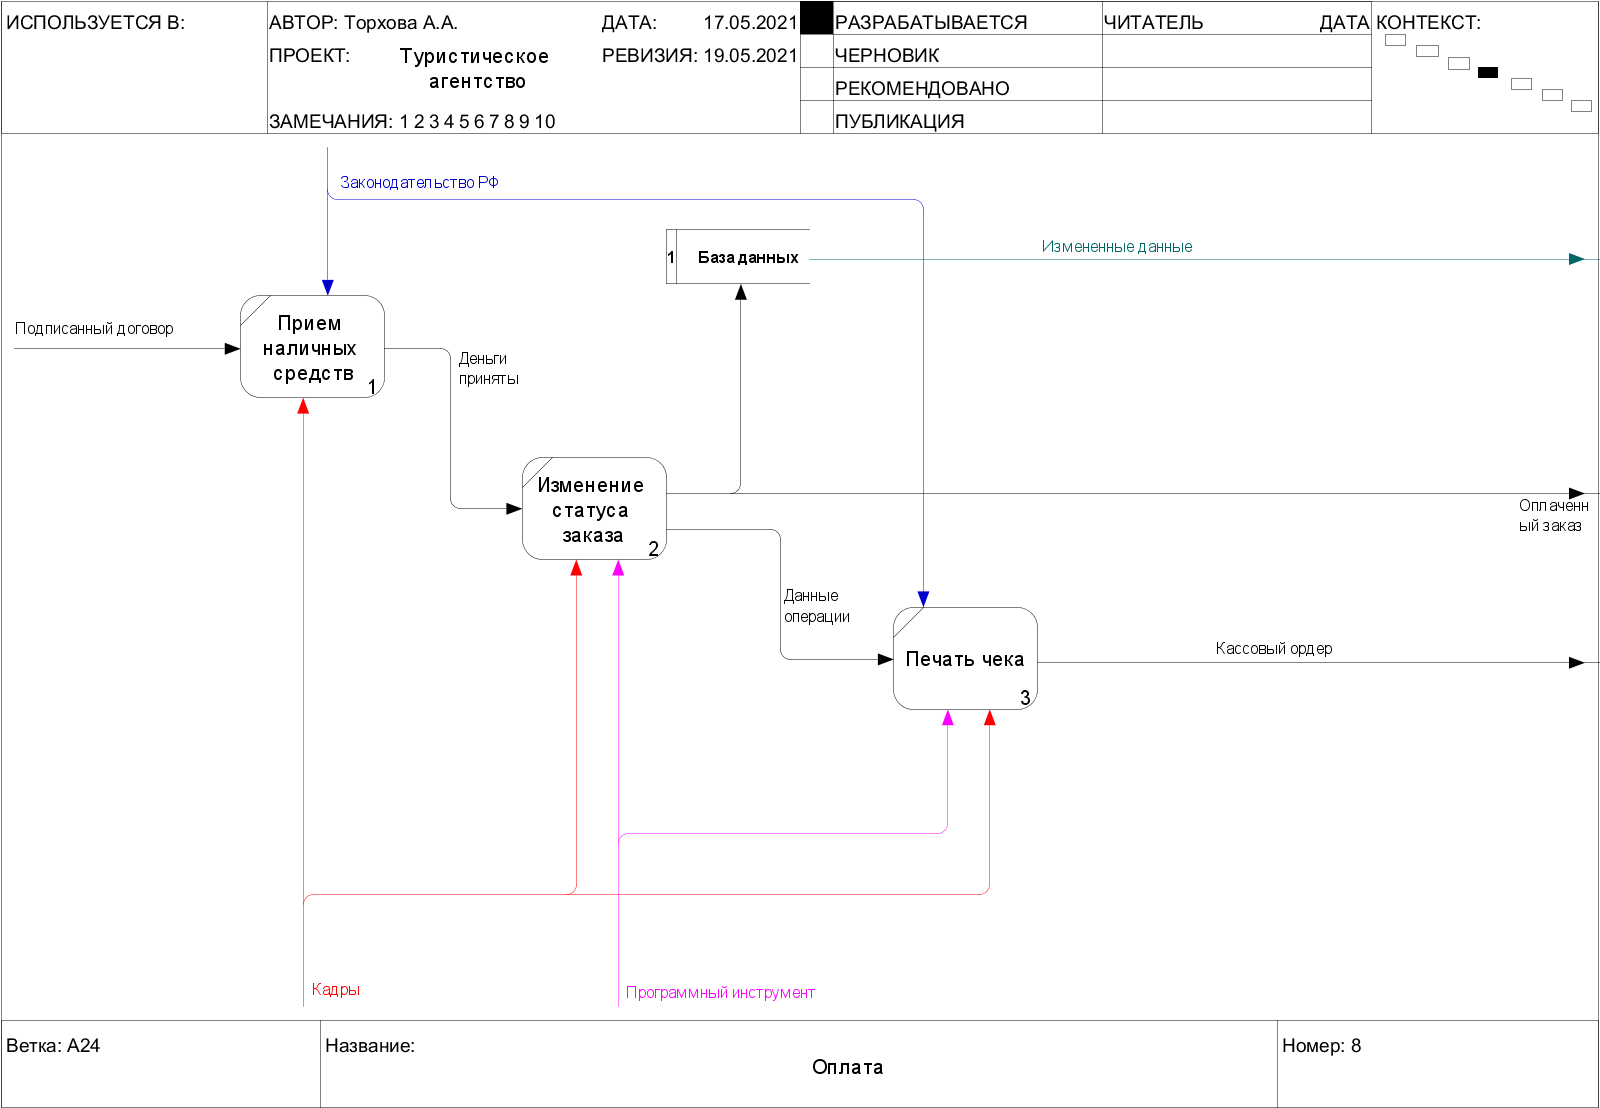 ИСПОЛЬЗУЕТСЯ В:
АВТОР: Торхова А.А.
ДАТА: 17.05.2021
РАЗРАБАТЫВАЕТСЯ
ЧИТАТЕЛЬ
ДАТА
КОНТЕКСТ:
ПРОЕКТ:
Туристическое
агентство
РЕВИЗИЯ: 19.05.2021
ЧЕРНОВИК
РЕКОМЕНДОВАНО
ЗАМЕЧАНИЯ: 1 2 3 4 5 6 7 8 9 10
ПУБЛИКАЦИЯ
Законодательство РФ
1
База данных
Измененные данные
Подписанный договор
Прием
наличных
средств
1
Деньги
приняты
Изменение
статуса
заказа
2
Оплаченн
ый заказ
Данные
операции
Печать чека
3
Кассовый ордер
Кадры
Программный инструмент
Ветка: A24
Название:
Оплата
Номер: 8